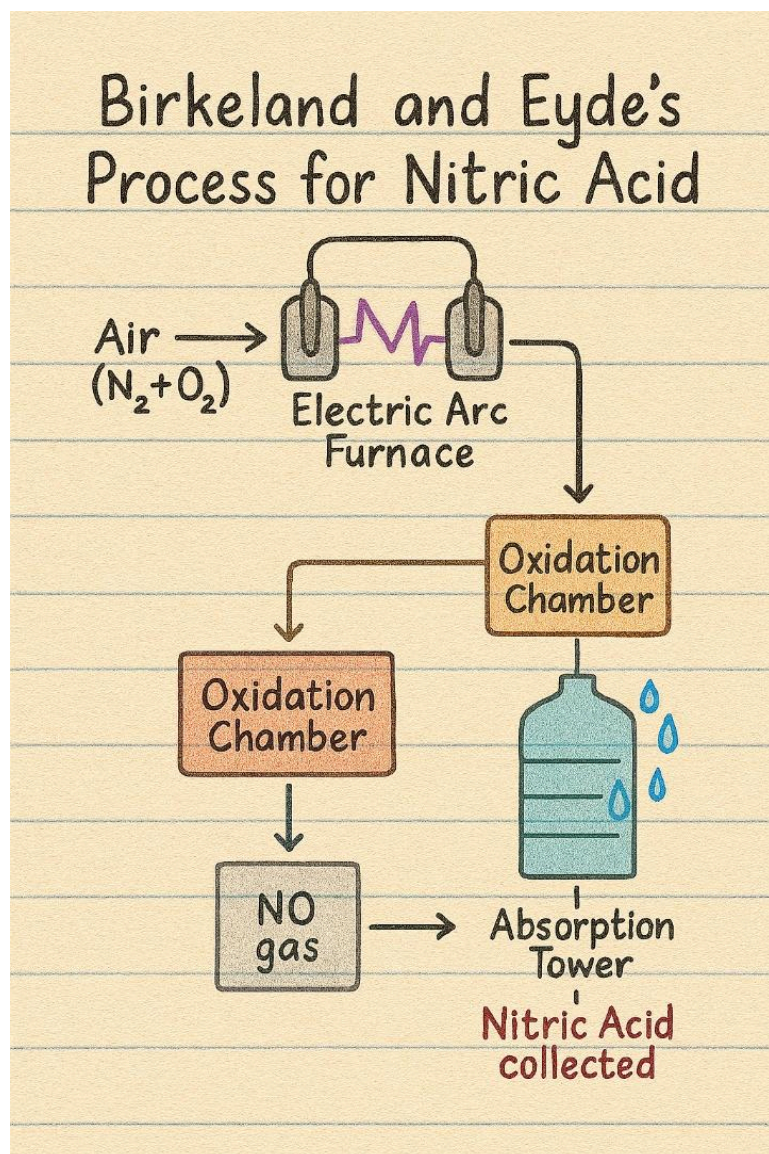 Birkeland and Eyde's
Process for Nitric Acid
Air
(N₂+O₂)
Electric Arc
Furnace
Oxidation
Chamber
Oxidation
Chamber
NO
gas
Absorption
Tower
Nitric Acid
collected